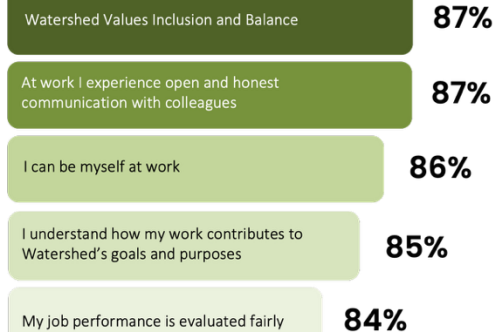 Watershed Values Inclusion and Balance
87%
At work I experience open and honest
communication with colleagues
87%
I can be myself at work
86%
I understand how my work contributes to
Watershed's goals and purposes
85%
My job performance is evaluated fairly
84%